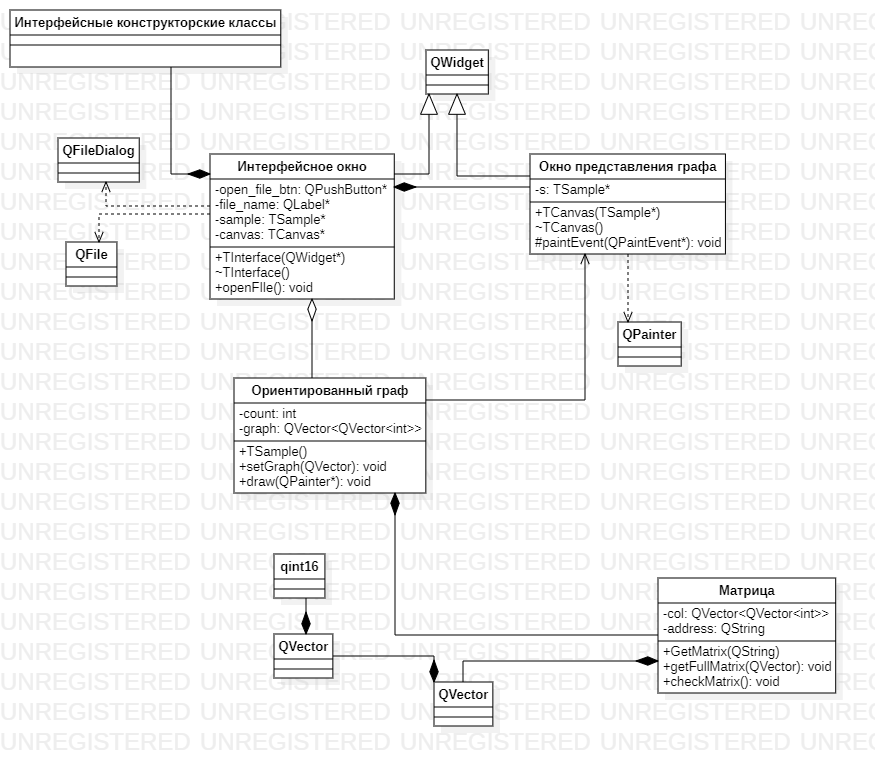 Интерфейсные конструкторские классы
QWidget
QFileDialog
QFile
Интерфейсное окно
-open_file_btn: QPushButton*
-file_name: QLabel*
-sample: TSample*
-canvas: TCanvas*
+TInterface(QWidget*)
~TInterface()
+openFIle(): void
Окно представления графа
-s: TSample*
+TCanvas(TSample*)
~TCanvas()
#paintEvent(QPaintEvent*): void
QPainter
Ориентированный граф
-count: int
-graph: QVector<QVector<int>>
+TSample()
+setGraph(QVector): void
+draw(QPainter*): void
qint16
QVector
QVector
Матрица
-col: QVector<QVector<int>>
-address: QString
+GetMatrix(QString)
+getFullMatrix(QVector): void
+checkMatrix(): void
UNREGISTERED